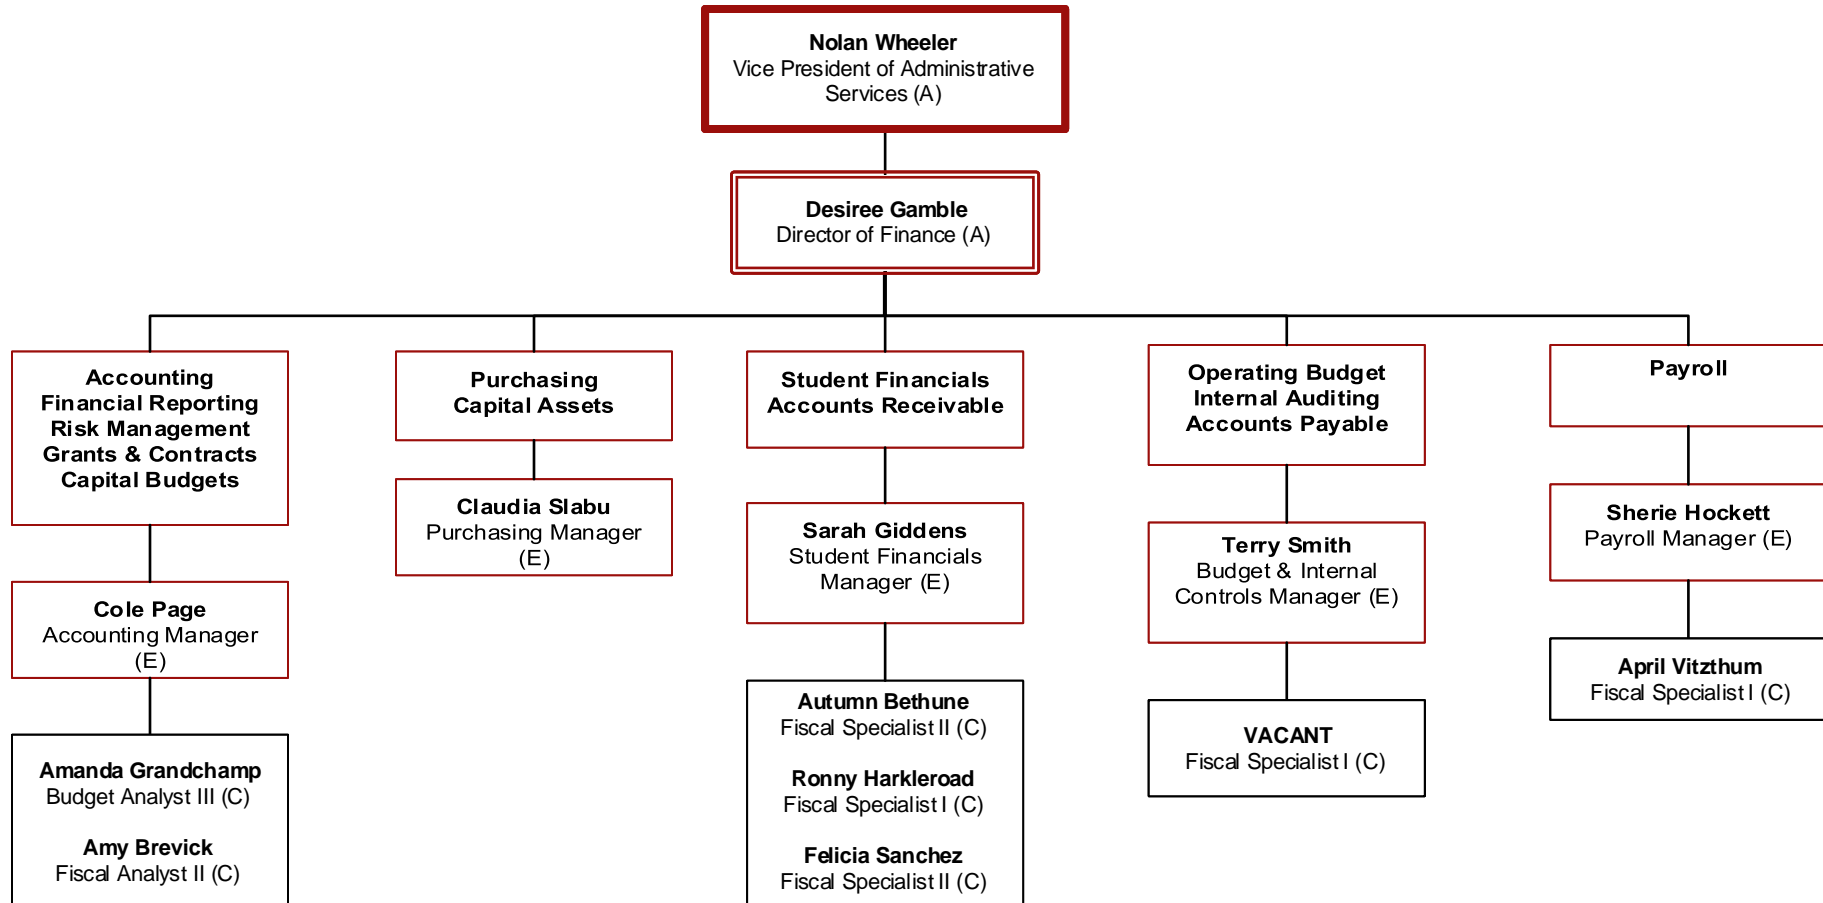 Nolan Wheeler
Vice President of Administrative
Services (A)
Desiree Gamble
Director of Finance (A)
Accounting
Financial Reporting
Risk Management
Grants & Contracts
Capital Budgets
Cole Page
Accounting Manager
(E)
Amanda Grandchamp
Budget Analyst III (C)
Amy Brevick
Fiscal Analyst II (C)
Purchasing
Capital Assets
Claudia Slabu
Purchasing Manager
(E)
Student Financials
Accounts Receivable
Sarah Giddens
Student Financials
Manager (E)
Autumn Bethune
Fiscal Specialist II (C)
Ronny Harkleroad
Fiscal Specialist I (C)
Felicia Sanchez
Fiscal Specialist II (C)
Operating Budget
Internal Auditing
Accounts Payable
Terry Smith
Budget & Internal
Controls Manager (E)
VACANT
Fiscal Specialist I (C)
Payroll
Sherie Hockett
Payroll Manager (E)
April Vitzthum
Fiscal Specialist I (C)